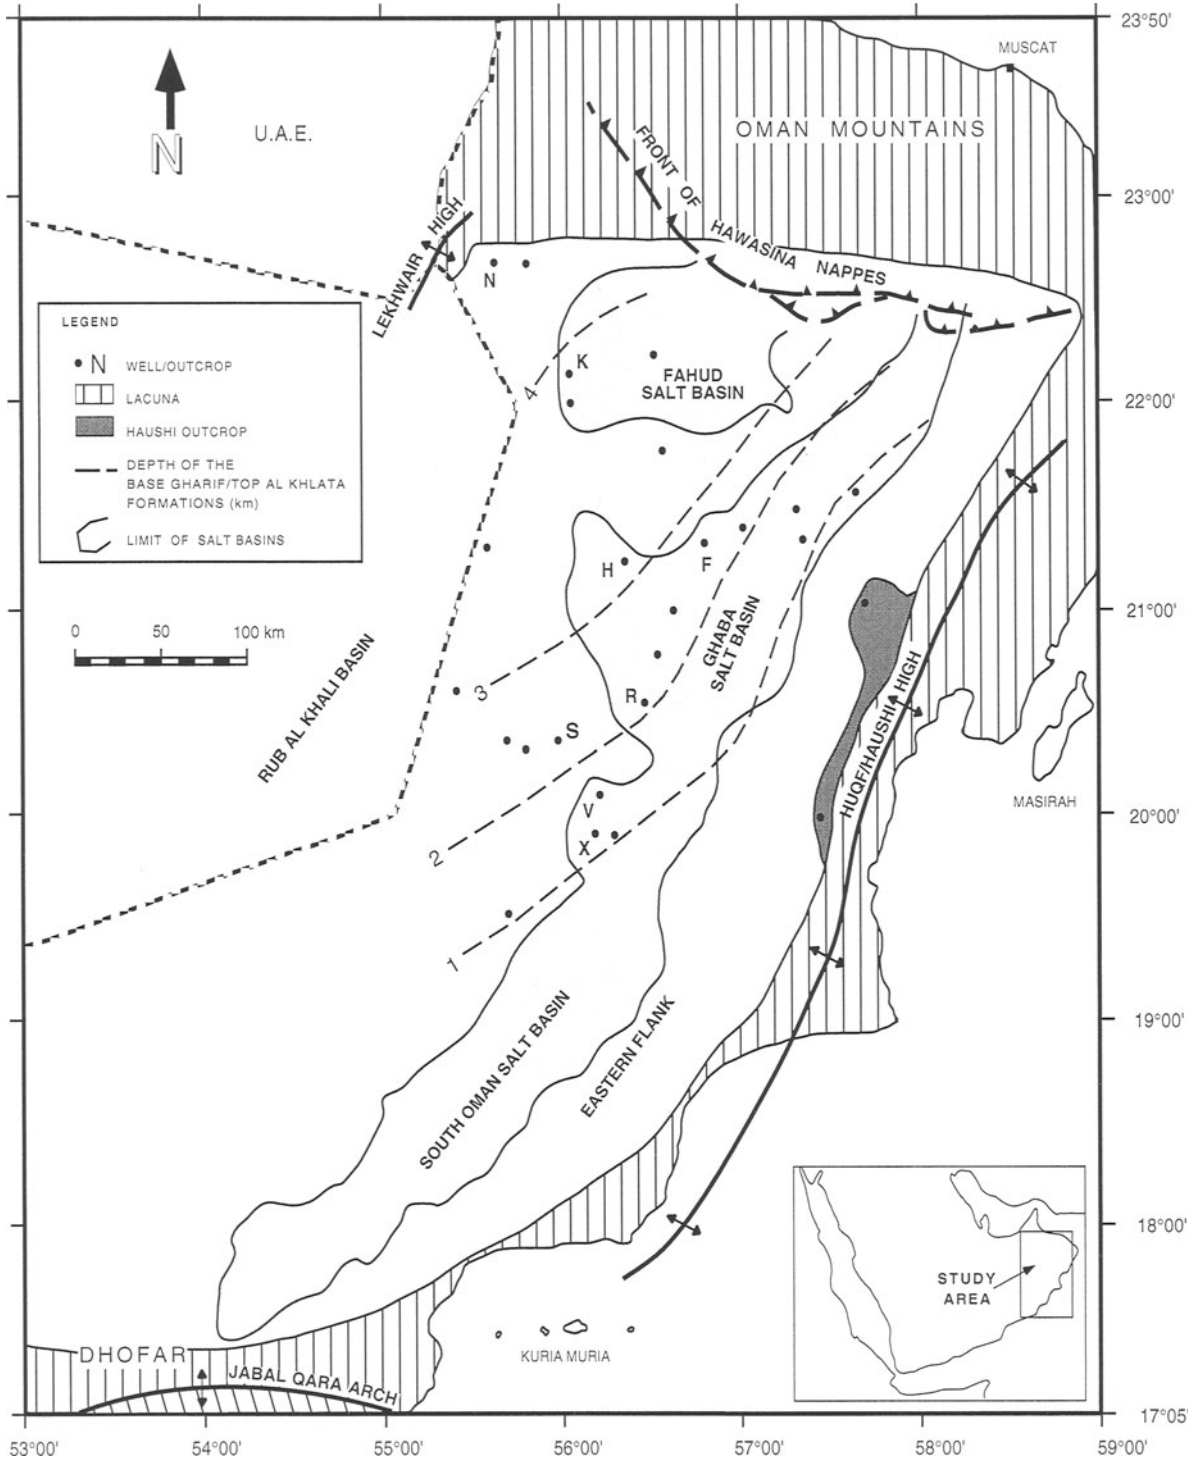 23°50'
MUSCAT
N
U.A.E.
OMAN MOUNTAINS
FRONT OF
HAWASINA
NAPPES
23°00'
LEKHWAIR HIGH
N
LEGEND
N WELL/OUTCROP
LACUNA
HAUSHI OUTCROP
DEPTH OF THE
BASE GHARIF/TOP AL KHLATA
FORMATIONS (km)
LIMIT OF SALT BASINS
K
4
FAHUD
SALT BASIN
22°00'
H
F
21°00'
0 50 100 km
GHABA
SALT BASIN
RUB AL KHALI BASIN
3
R
S
HUQF/HAUSHI HIGH
MASIRAH
20°00'
V
X
2
1
19°00'
SOUTH OMAN SALT BASIN
EASTERN FLANK
18°00'
STUDY
AREA
KURIA MURIA
DHOFAR
JABAL QARA ARCH
17°05'
53°00' 54°00' 55°00' 56°00' 57°00' 58°00' 59°00'